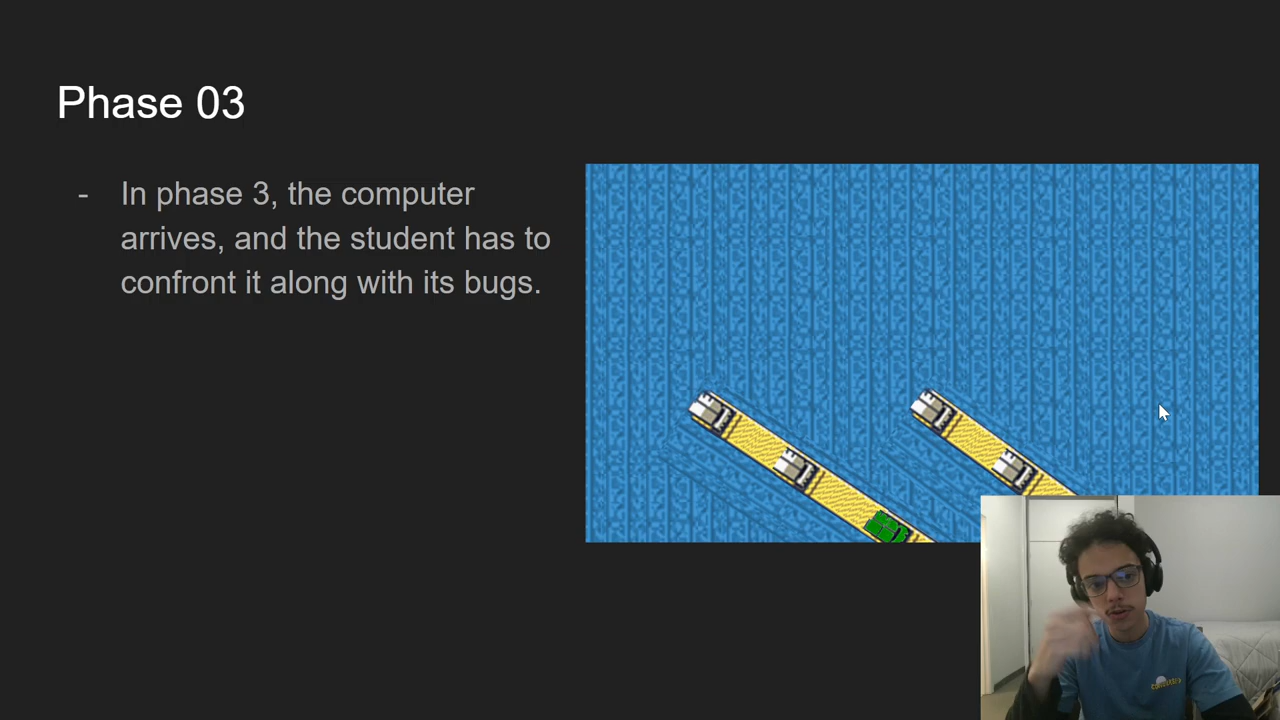 Phase 03
- In phase 3, the computer
arrives, and the student has to
confront it along with its bugs.